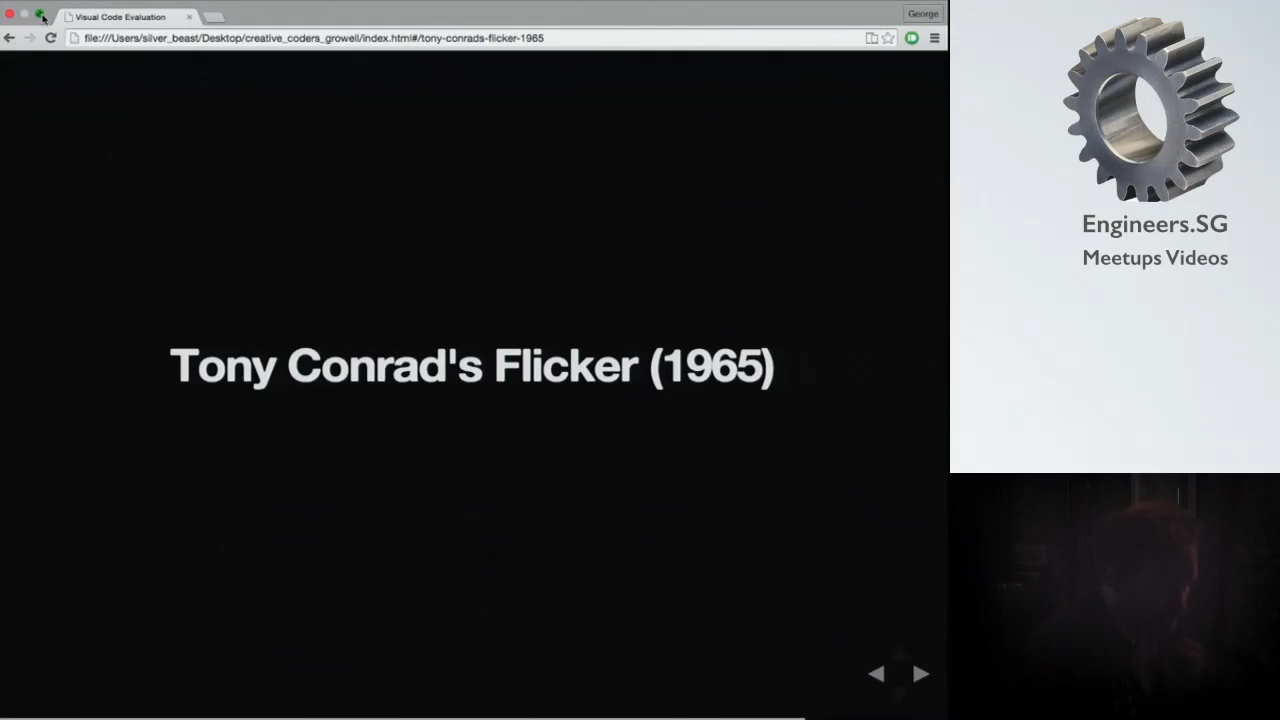 Visual Code Evaluation
George
file:///Users/silver_beast/Desktop/creative_coders_growell/index.html#/tony-conrads-flicker-1965
Tony Conrad's Flicker (1965)
Engineers.SG
Meetups Videos